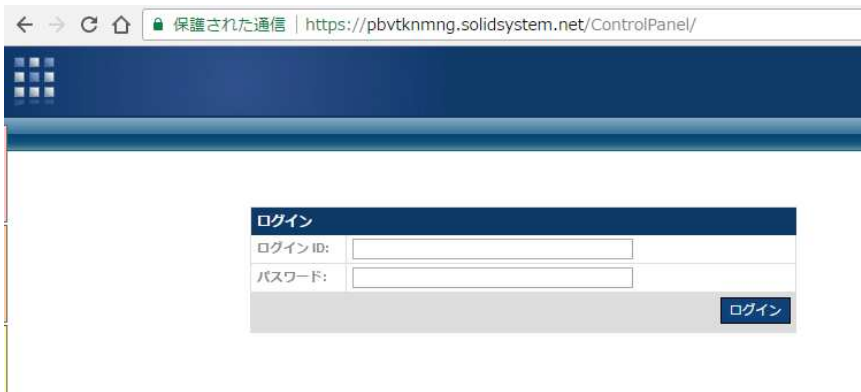 保護された通信 | https://pbvtknmng.solidsystem.net/ControlPanel/
ログイン
ログイン ID:
パスワード:
ログイン